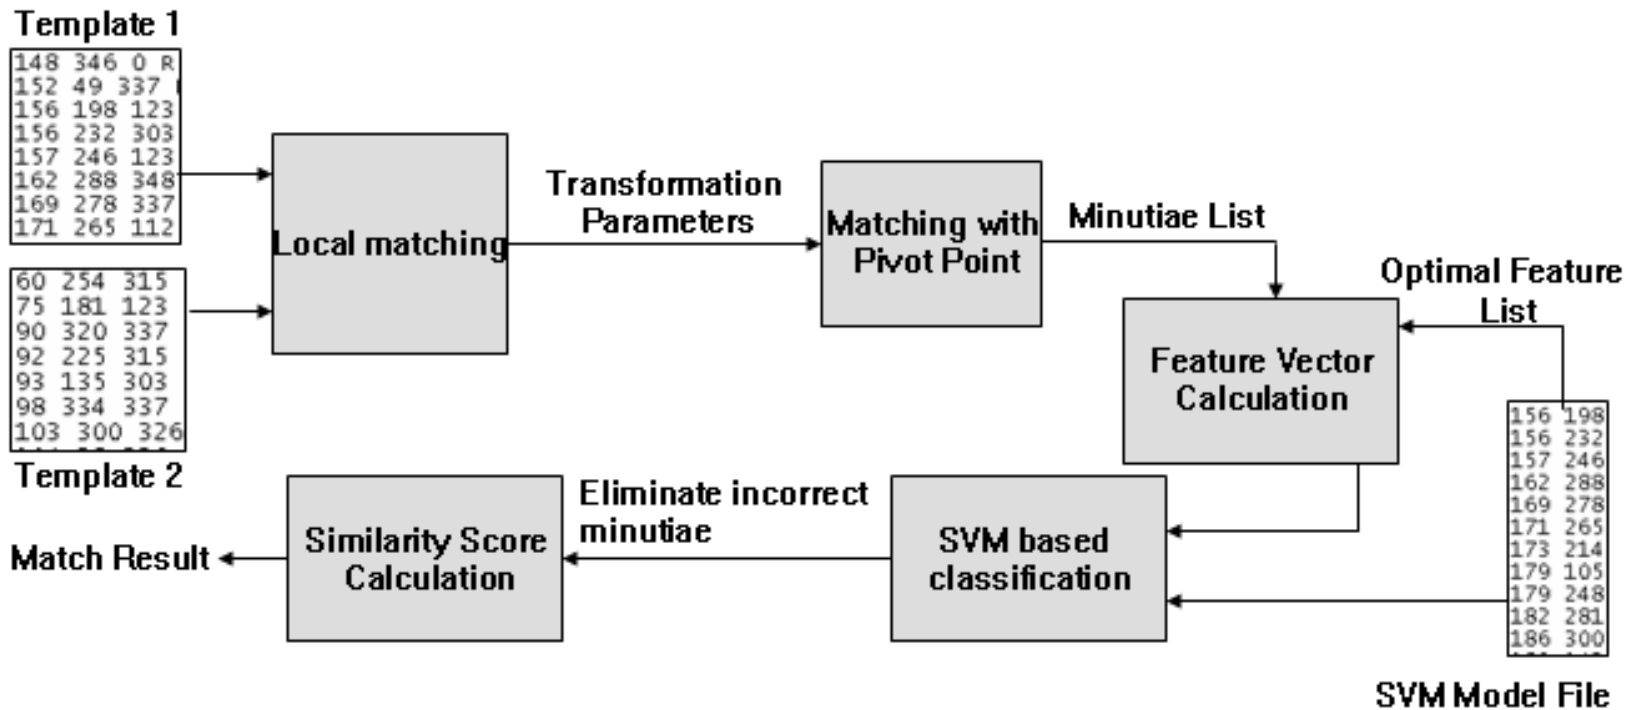 Template 1
148 346 0 R
152 49 337
156 198 123
156 232 303
157 246 123
162 288 348
169 278 337
171 265 112
60 254 315
75 181 123
90 320 337
92 225 315
93 135 303
98 334 337
103 300 326
Template 2
Local matching
Transformation
Parameters
Matching with
Pivot Point
Minutiae List
Feature Vector
Calculation
Optimal Feature
List
156 198
156 232
157 246
162 288
169 278
171 265
173 214
179 105
179 248
182 281
186 300
SVM Model File
SVM based
classification
Eliminate incorrect
minutiae
Similarity Score
Calculation
Match Result